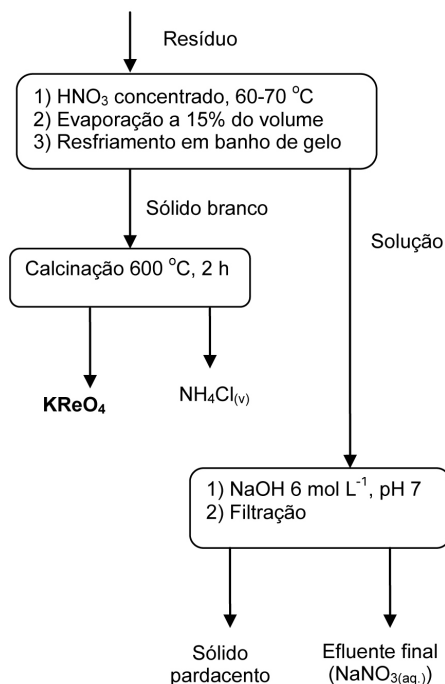 Resíduo
1) HNO₃ concentrado, 60-70 °C
2) Evaporação a 15% do volume
3) Resfriamento em banho de gelo
Sólido branco
Solução
Calcinação 600 °C, 2 h
KReO₄
NH₄Cl₍ᵥ₎
1) NaOH 6 mol L⁻¹, pH 7
2) Filtração
Sólido
pardacento
Efluente final
(NaNO₃(aq.))